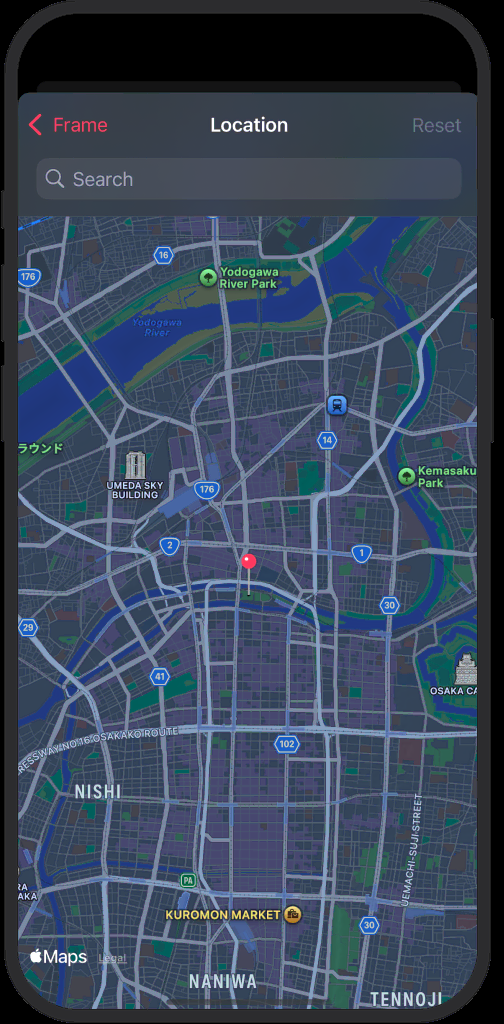 Frame
Location
Reset
Search
16
176
Yodogawa
River Park
Yodogawa
River
14
ラウンド
UMEDA SKY
BUILDING
Kemasaku
Park
176
2
1
30
29
41
OSAKA CA
RESSWAY NO.16 OSAKAKO ROUTE
102
NISHI
UEMACHI-SUJI STREET
PA
RA
AKA
KUROMON MARKET
30
Maps
Legal
NANIWA
TENNOJI